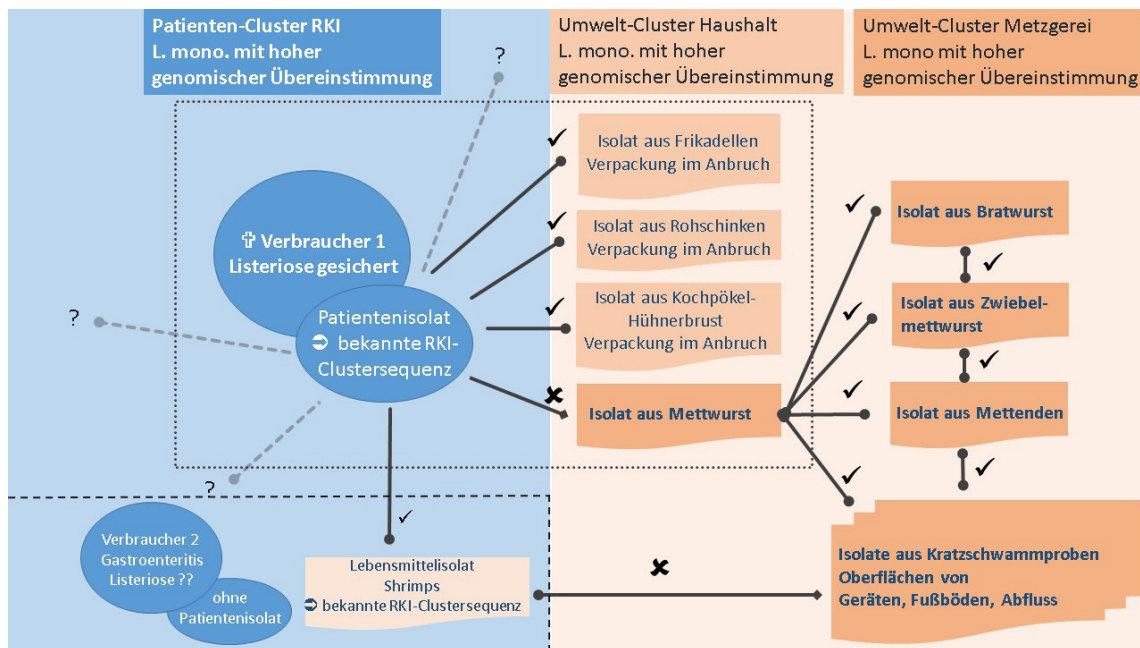 Patienten-Cluster RKI
L. mono. mit hoher
genomischer Übereinstimmung
Umwelt-Cluster Haushalt
L. mono. mit hoher
genomischer Übereinstimmung
Umwelt-Cluster Metzgerei
L. mono mit hoher
genomischer Übereinstimmung
?
✓
Isolat aus Frikadellen
Verpackung im Anbruch
✞ Verbraucher 1
Listeriose gesichert
✓
Isolat aus Rohschinken
Verpackung im Anbruch
✓
Isolat aus Bratwurst
✓
?
Patientenisolat
➲ bekannte RKI-
Clustersequenz
✓
Isolat aus Kochpökel-
Hühnerbrust
Verpackung im Anbruch
✓
Isolat aus Zwiebel-
mettwurst
✓
✘
Isolat aus Mettwurst
✓
Isolat aus Mettenden
✓
✓
?
Verbraucher 2
Gastroenteritis
Listeriose ??
ohne
Patientenisolat
✓
Lebensmittelisolat
Shrimps
➲ bekannte RKI-Clustersequenz
✘
Isolate aus Kratzschwammproben
Oberflächen von
Geräten, Fußböden, Abfluss